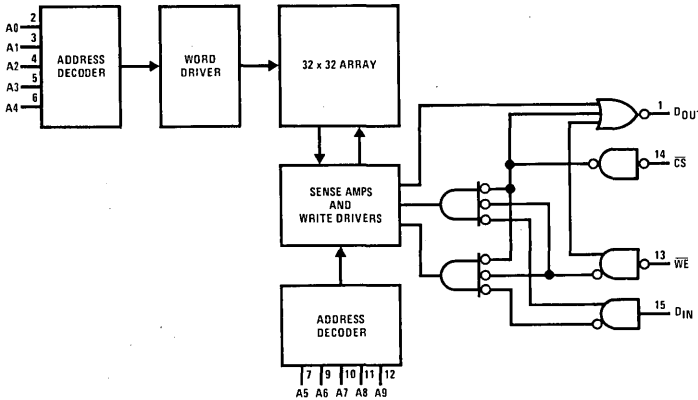 A0 2
A1 3
A2 4
A3 5
A4 6
ADDRESS
DECODER
WORD
DRIVER
32 x 32 ARRAY
SENSE AMPS
AND
WRITE DRIVERS
ADDRESS
DECODER
7 9 10 11 12
A5 A6 A7 A8 A9
1 DOUT
14 CS
13 WE
15 DIN